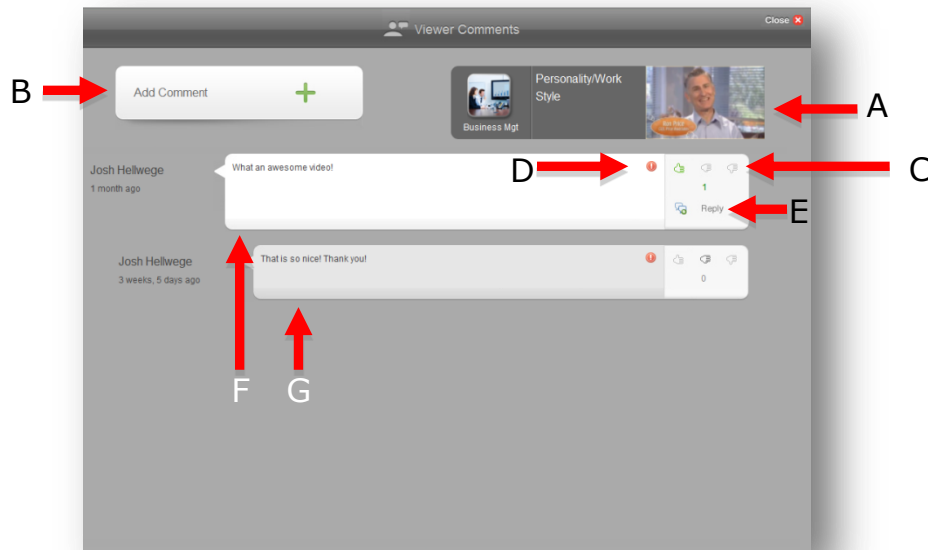 Viewer Comments
Close
B
Add Comment
Business Mgt
Personality/Work
Style
A
Josh Hellwege
1 month ago
What an awesome video!
D
C
1
Reply
E
Josh Hellwege
3 weeks, 5 days ago
That is so nice! Thank you!
0
F
G